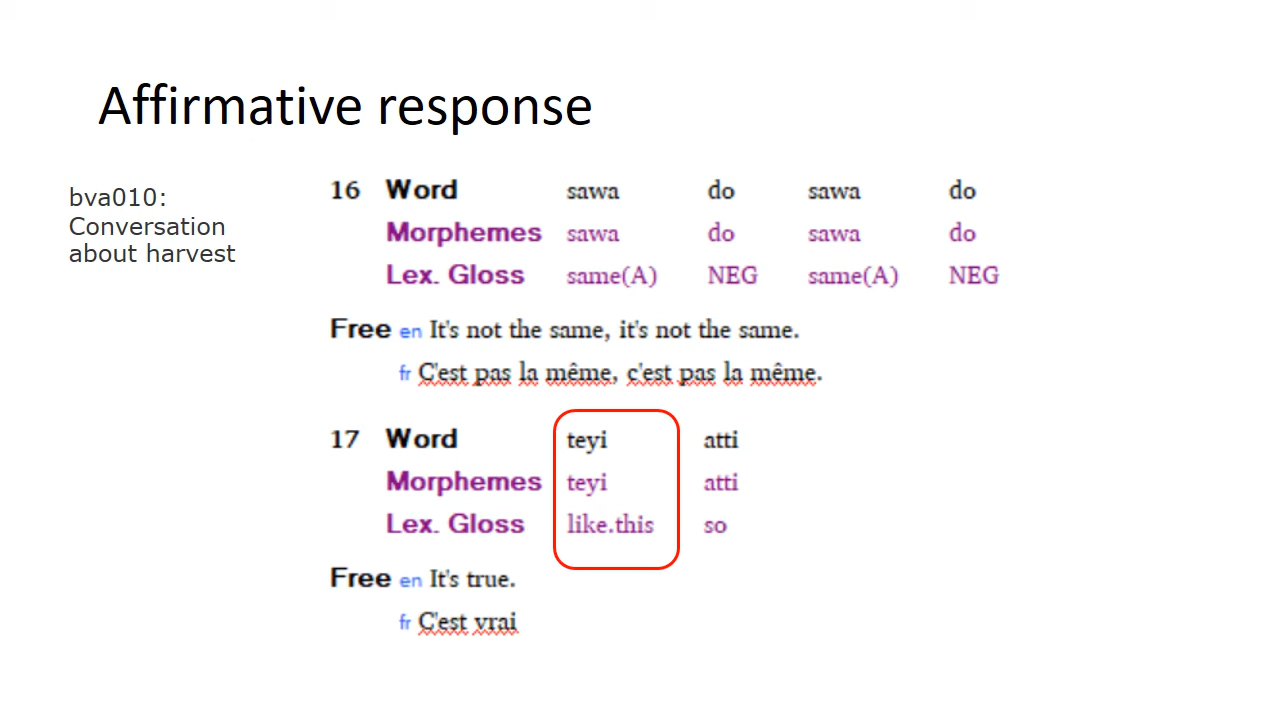 Affirmative response
bva010:
Conversation
about harvest
16 Word sawa do sawa do
Morphemes sawa do sawa do
Lex. Gloss same(A) NEG same(A) NEG
Free en It's not the same, it's not the same.
fr C'est pas la même, c'est pas la même.
17 Word teyi atti
Morphemes teyi atti
Lex. Gloss like.this so
Free en It's true.
fr C'est vrai